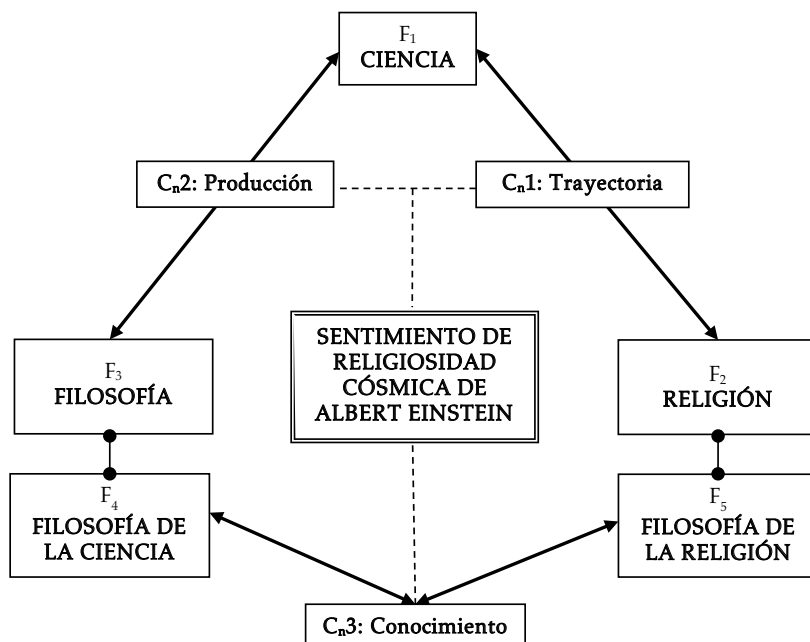 F₁
CIENCIA
Cₙ2: Producción
Cₙ1: Trayectoria
SENTIMIENTO DE
RELIGIOSIDAD
CÓSMICA DE
ALBERT EINSTEIN
F₃
FILOSOFÍA
F₂
RELIGIÓN
F₄
FILOSOFÍA DE
LA CIENCIA
F₅
FILOSOFÍA DE
LA RELIGIÓN
Cₙ3: Conocimiento